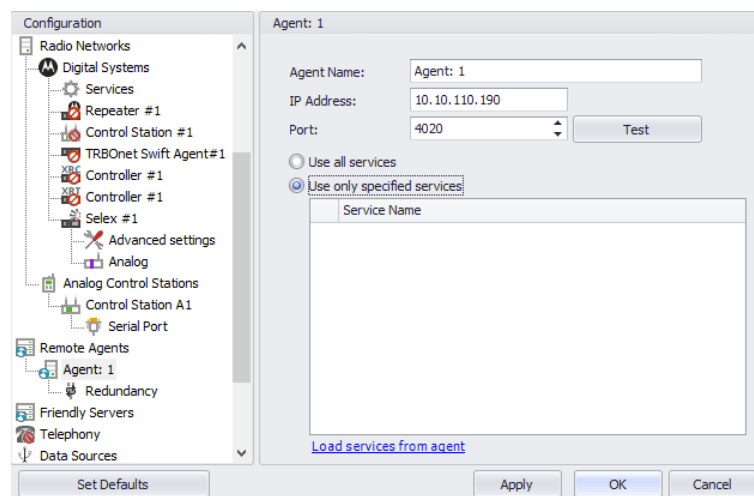 Configuration
Radio Networks
Digital Systems
Services
Repeater #1
Control Station #1
TRBOnet Swift Agent#1
XRC Controller #1
XRT Controller #1
Selex #1
Advanced settings
Analog
Analog Control Stations
Control Station A1
Serial Port
Remote Agents
Agent: 1
Redundancy
Friendly Servers
Telephony
Data Sources
Set Defaults
Agent: 1
Agent Name: Agent: 1
IP Address: 10.10.110.190
Port: 4020 Test
Use all services
Use only specified services
Service Name
Load services from agent
Apply OK Cancel